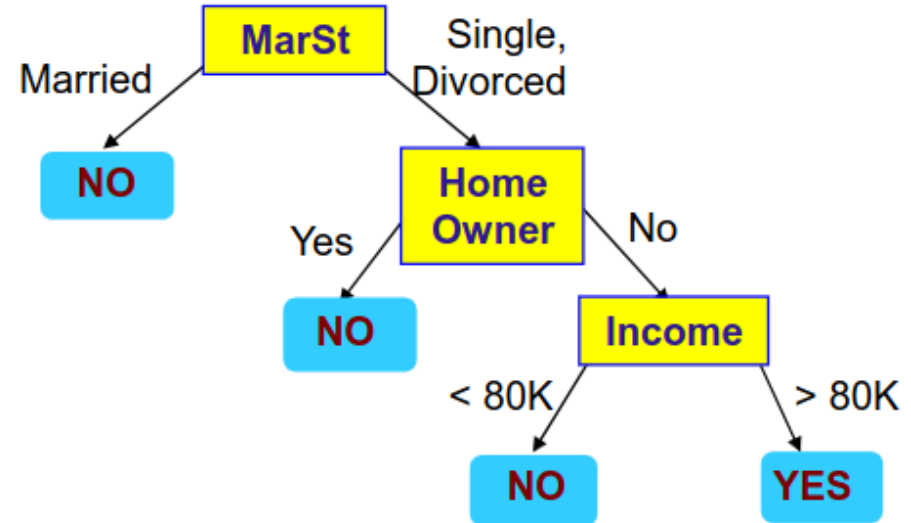 MarSt
Single,
Married
Divorced
NO
Home
Owner
Yes
No
NO
Income
< 80K
> 80K
NO
YES